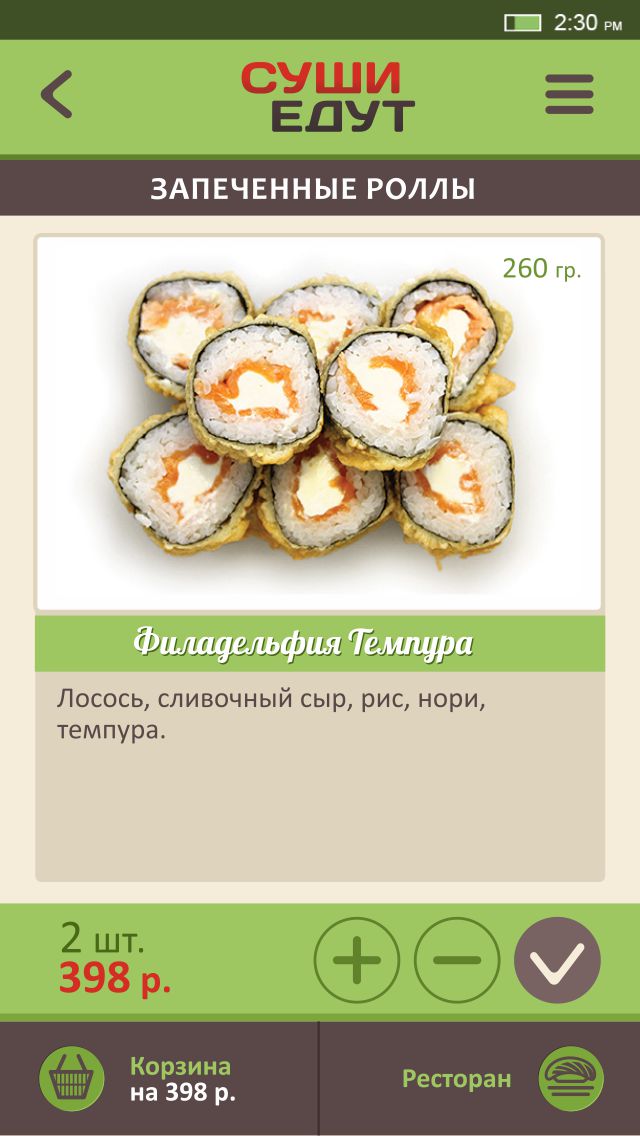 2:30 PM
СУШИ
ЕДУТ
ЗАПЕЧЕННЫЕ РОЛЛЫ
260 гр.
Филадельфия Темпура
Лосось, сливочный сыр, рис, нори,
темпура.
2 шт.
398 р.
Корзина
на 398 р.
Ресторан